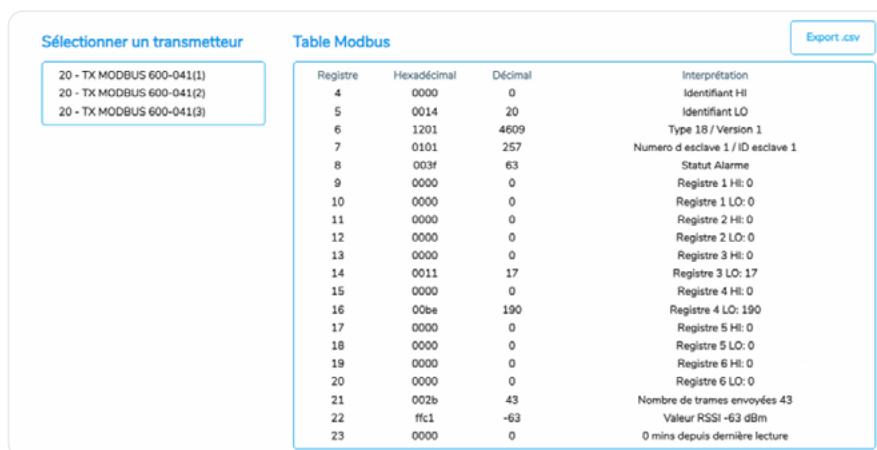 Sélectionner un transmetteur
20 - TX MODBUS 600-041(1)
20 - TX MODBUS 600-041(2)
20 - TX MODBUS 600-041(3)
Table Modbus
Export .csv
Registre Hexadécimal Décimal Interprétation
4 0000 0 Identifiant HI
5 0014 20 Identifiant LO
6 1201 4609 Type 18 / Version 1
7 0101 257 Numero d esclave 1 / ID esclave 1
8 003f 63 Statut Alarme
9 0000 0 Registre 1 HI: 0
10 0000 0 Registre 1 LO: 0
11 0000 0 Registre 2 HI: 0
12 0000 0 Registre 2 LO: 0
13 0000 0 Registre 3 HI: 0
14 0011 17 Registre 3 LO: 17
15 0000 0 Registre 4 HI: 0
16 00be 190 Registre 4 LO: 190
17 0000 0 Registre 5 HI: 0
18 0000 0 Registre 5 LO: 0
19 0000 0 Registre 6 HI: 0
20 0000 0 Registre 6 LO: 0
21 002b 43 Nombre de trames envoyées 43
22 ffc1 -63 Valeur RSSI -63 dBm
23 0000 0 0 mins depuis dernière lecture